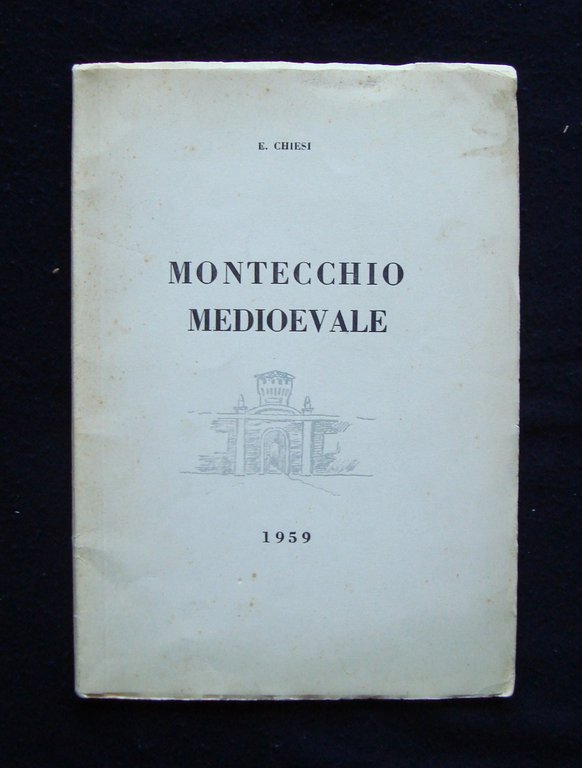 E. CHIESI
MONTECCHIO
MEDIOEVALE
1959